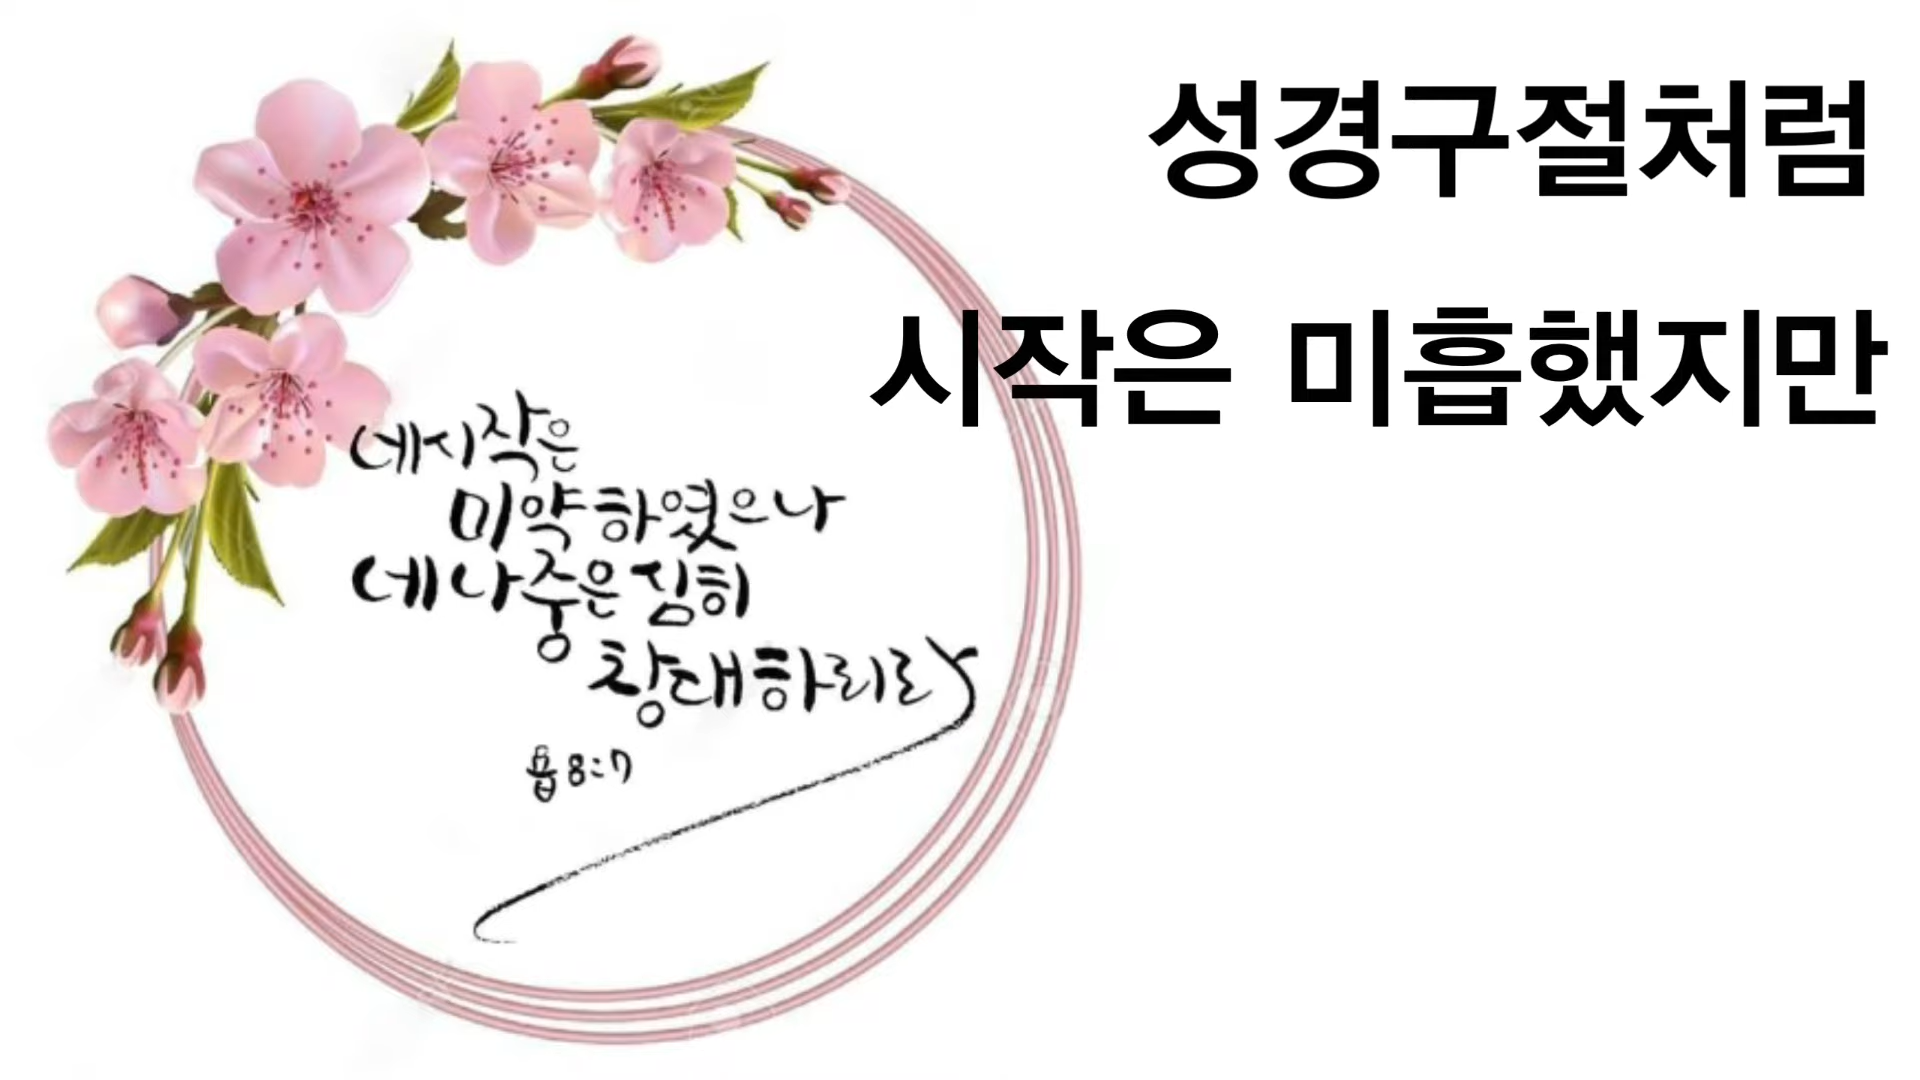 성경구절처럼
시작은 미흡했지만
네시작은
미약하였으나
네나중은심히
창대하리라
욥8:7